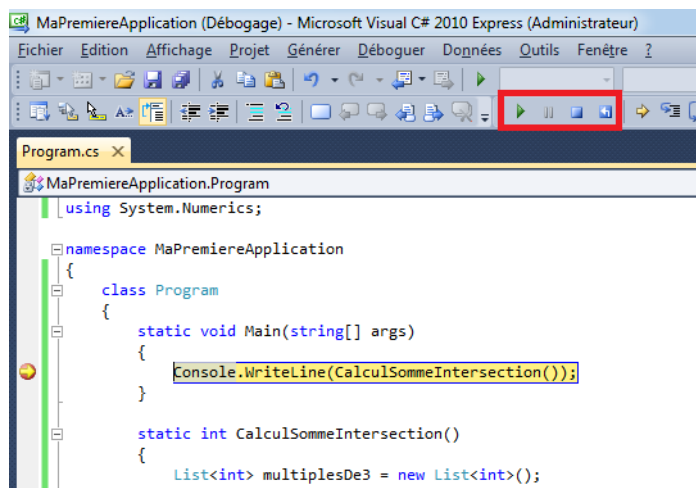 MaPremiereApplication (Débogage) - Microsoft Visual C# 2010 Express (Administrateur)
Fichier Edition Affichage Projet Générer Déboguer Données Outils Fenêtre ?
Program.cs X
MaPremiereApplication.Program
using System.Numerics;
namespace MaPremiereApplication
{
class Program
{
static void Main(string[] args)
{
Console.WriteLine(CalculSommeIntersection());
}
static int CalculSommeIntersection()
{
List<int> multiplesDe3 = new List<int>();